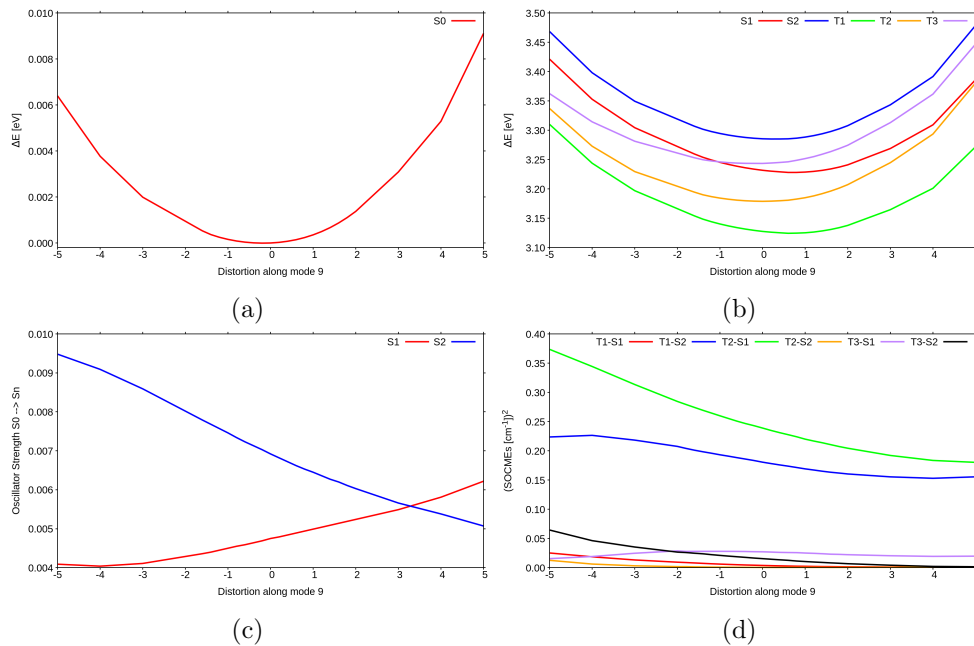 S0
0.010
0.008
0.006
0.004
0.002
0.000
ΔE [eV]
-5 -4 -3 -2 -1 0 1 2 3 4 5
Distortion along mode 9
(a)
S1 S2 T1 T2 T3
3.50
3.45
3.40
3.35
3.30
3.25
3.20
3.15
3.10
ΔE [eV]
-5 -4 -3 -2 -1 0 1 2 3 4
Distortion along mode 9
(b)
S1 S2
0.010
0.009
0.008
0.007
0.006
0.005
0.004
Oscillator Strength S0 --> Sn
-5 -4 -3 -2 -1 0 1 2 3 4 5
Distortion along mode 9
(c)
T1-S1 T1-S2 T2-S1 T2-S2 T3-S1 T3-S2
0.40
0.35
0.30
0.25
0.20
0.15
0.10
0.05
0.00
(SOCMEs [cm⁻¹])²
-5 -4 -3 -2 -1 0 1 2 3 4
Distortion along mode 9
(d)